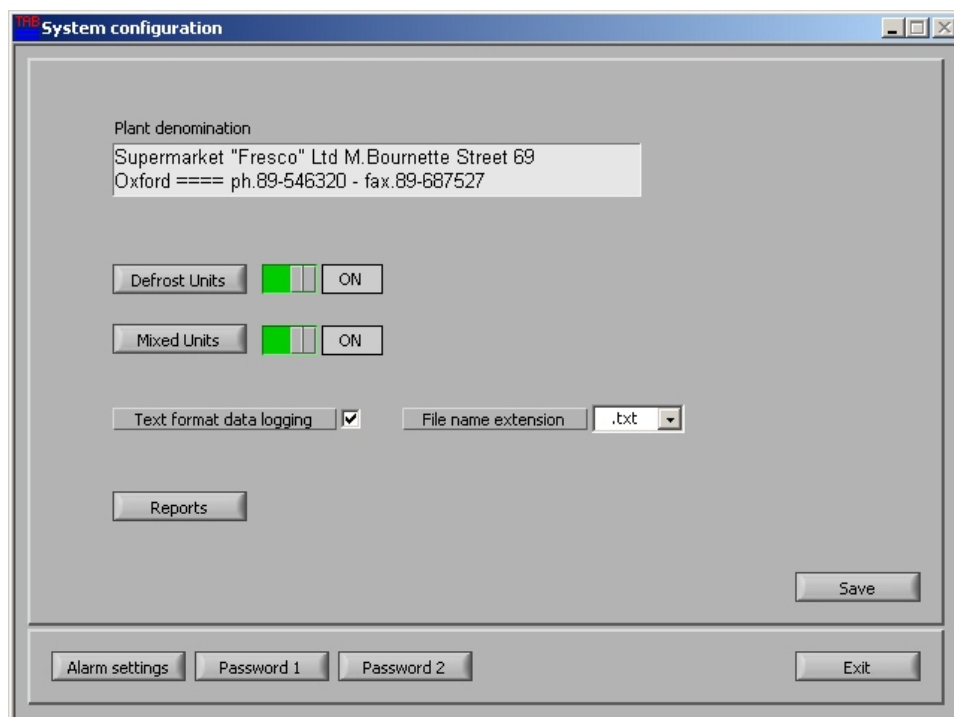 TAB System configuration
Plant denomination
Supermarket "Fresco" Ltd M.Bournette Street 69
Oxford ==== ph.89-546320 - fax.89-687527
Defrost Units ON
Mixed Units ON
Text format data logging File name extension .txt
Reports
Save
Alarm settings Password 1 Password 2 Exit